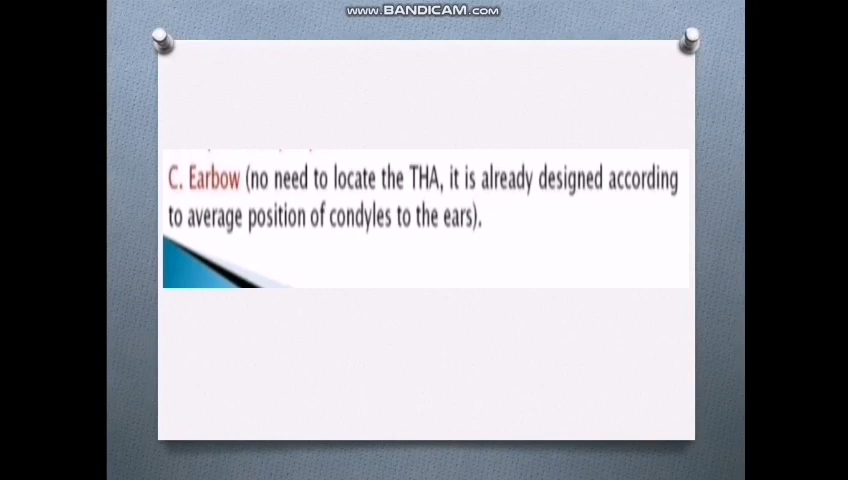 WWW.BANDICAM.COM
C. Earbow (no need to locate the THA, it is already designed according
to average position of condyles to the ears).